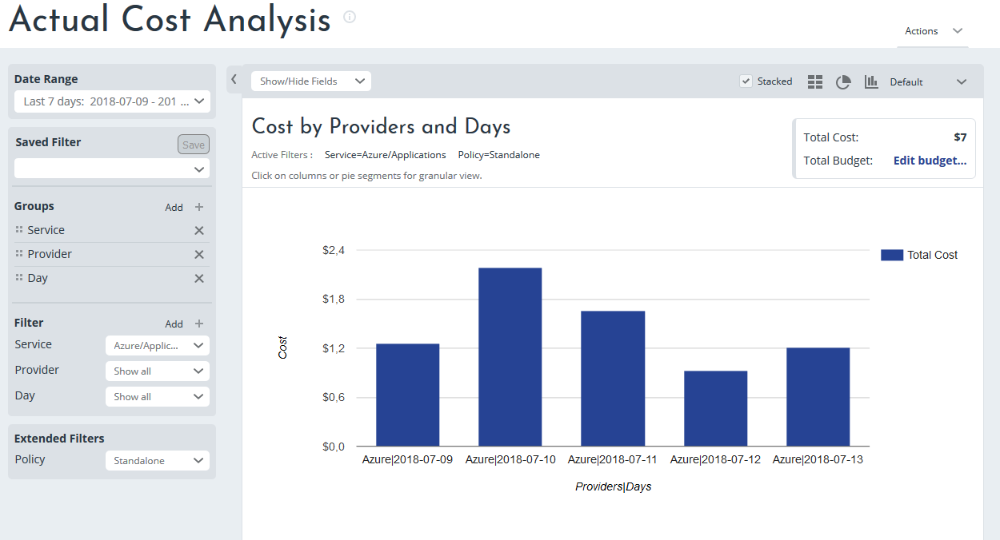 Actual Cost Analysis
Actions
Date Range
Last 7 days: 2018-07-09 - 201 ...
Saved Filter
Save
Groups
Add
Service
Provider
Day
Filter
Add
Service
Azure/Applic...
Provider
Show all
Day
Show all
Extended Filters
Policy
Standalone
Show/Hide Fields
Stacked
Default
Cost by Providers and Days
Active Filters : Service=Azure/Applications Policy=Standalone
Click on columns or pie segments for granular view.
Total Cost: $7
Total Budget: Edit budget...
$2,4
$1,8
$1,2
$0,6
$0,0
Cost
Total Cost
Azure|2018-07-09 Azure|2018-07-10 Azure|2018-07-11 Azure|2018-07-12 Azure|2018-07-13
Providers|Days